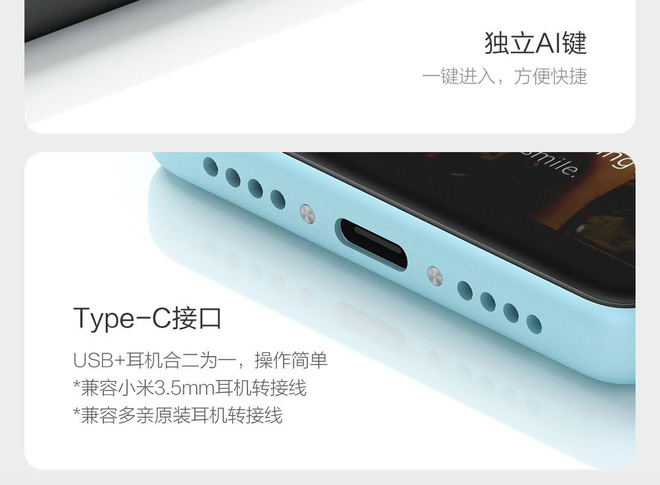 独立AI键
一键进入，方便快捷
smile.
ng
Type-C接口
USB+耳机合二为一，操作简单
*兼容小米3.5mm耳机转接线
*兼容多亲原装耳机转接线